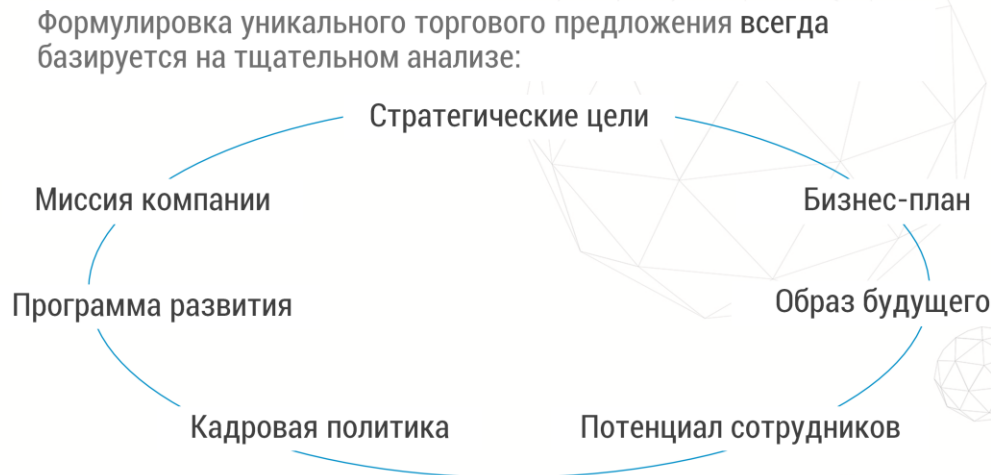 Формулировка уникального торгового предложения всегда
базируется на тщательном анализе:
Стратегические цели
Миссия компании
Бизнес-план
Программа развития
Образ будущего
Кадровая политика
Потенциал сотрудников